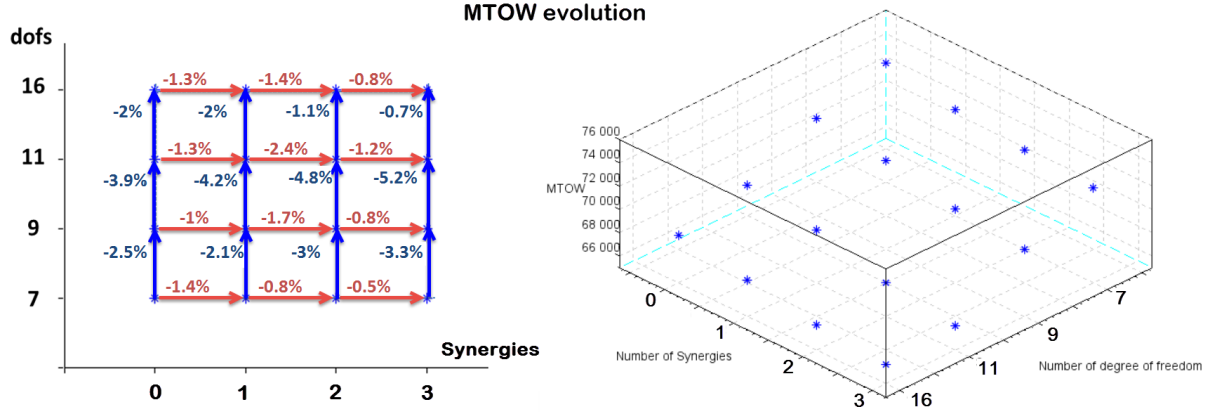 MTOW evolution
dofs
16
-1.3% -1.4% -0.8%
-2% -2% -1.1% -0.7%
11
-1.3% -2.4% -1.2%
-3.9% -4.2% -4.8% -5.2%
9
-1% -1.7% -0.8%
-2.5% -2.1% -3% -3.3%
7
-1.4% -0.8% -0.5%
Synergies
0 1 2 3
76 000
74 000
72 000
MTOW
70 000
68 000
66 000
0
1
2
3
Number of Synergies
7
9
11
16
Number of degree of freedom